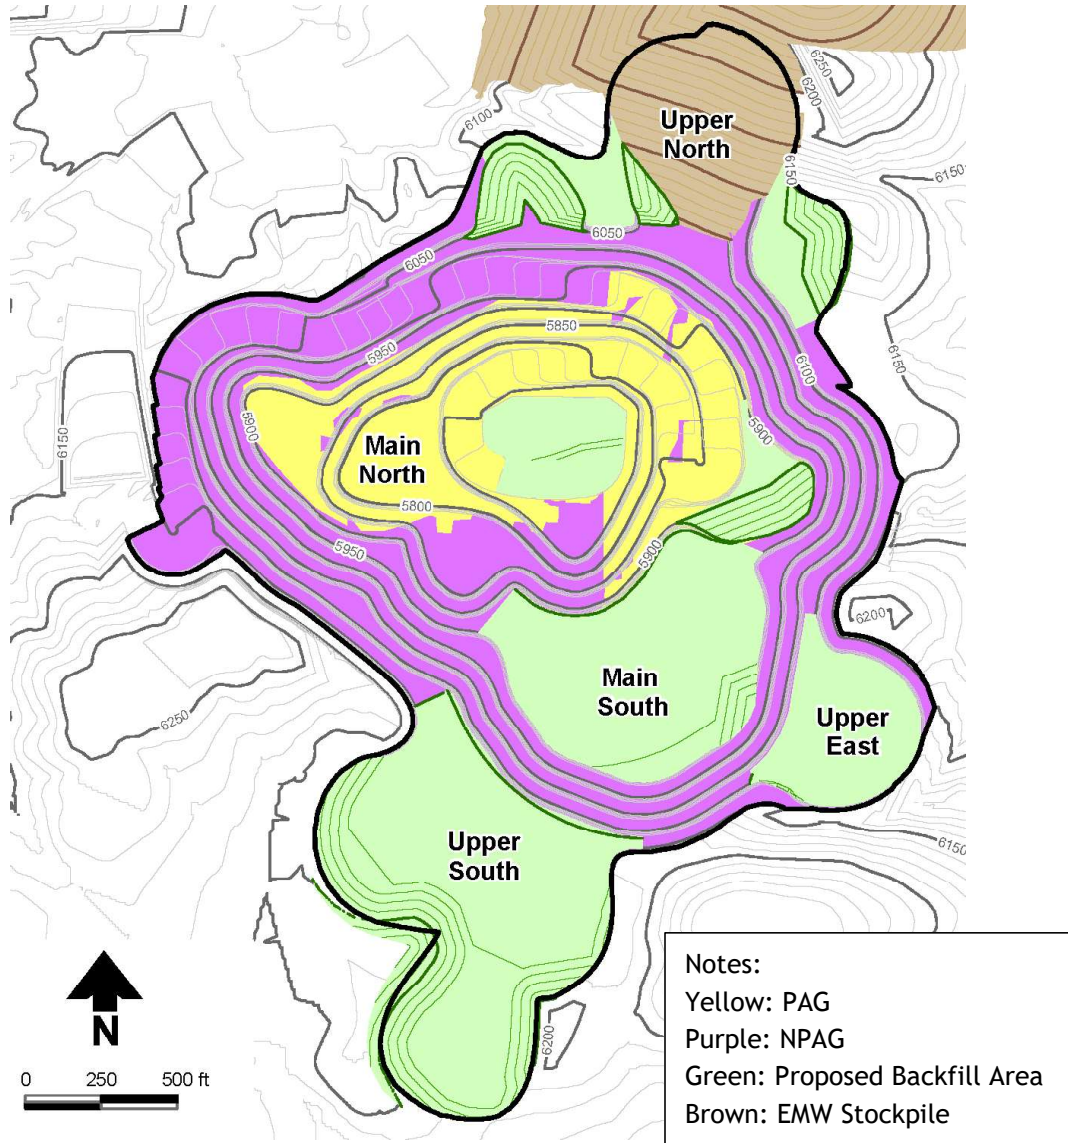 6250
6200
6100
Upper
North
6150
6150
6050
6050
5850
5950
6100
6150
5900
5900
6150
Main
North
5800
5900
5950
6200
Main
South
Upper
East
6250
Upper
South
6150
N
0 250 500 ft
6200
Notes:
Yellow: PAG
Purple: NPAG
Green: Proposed Backfill Area
Brown: EMW Stockpile